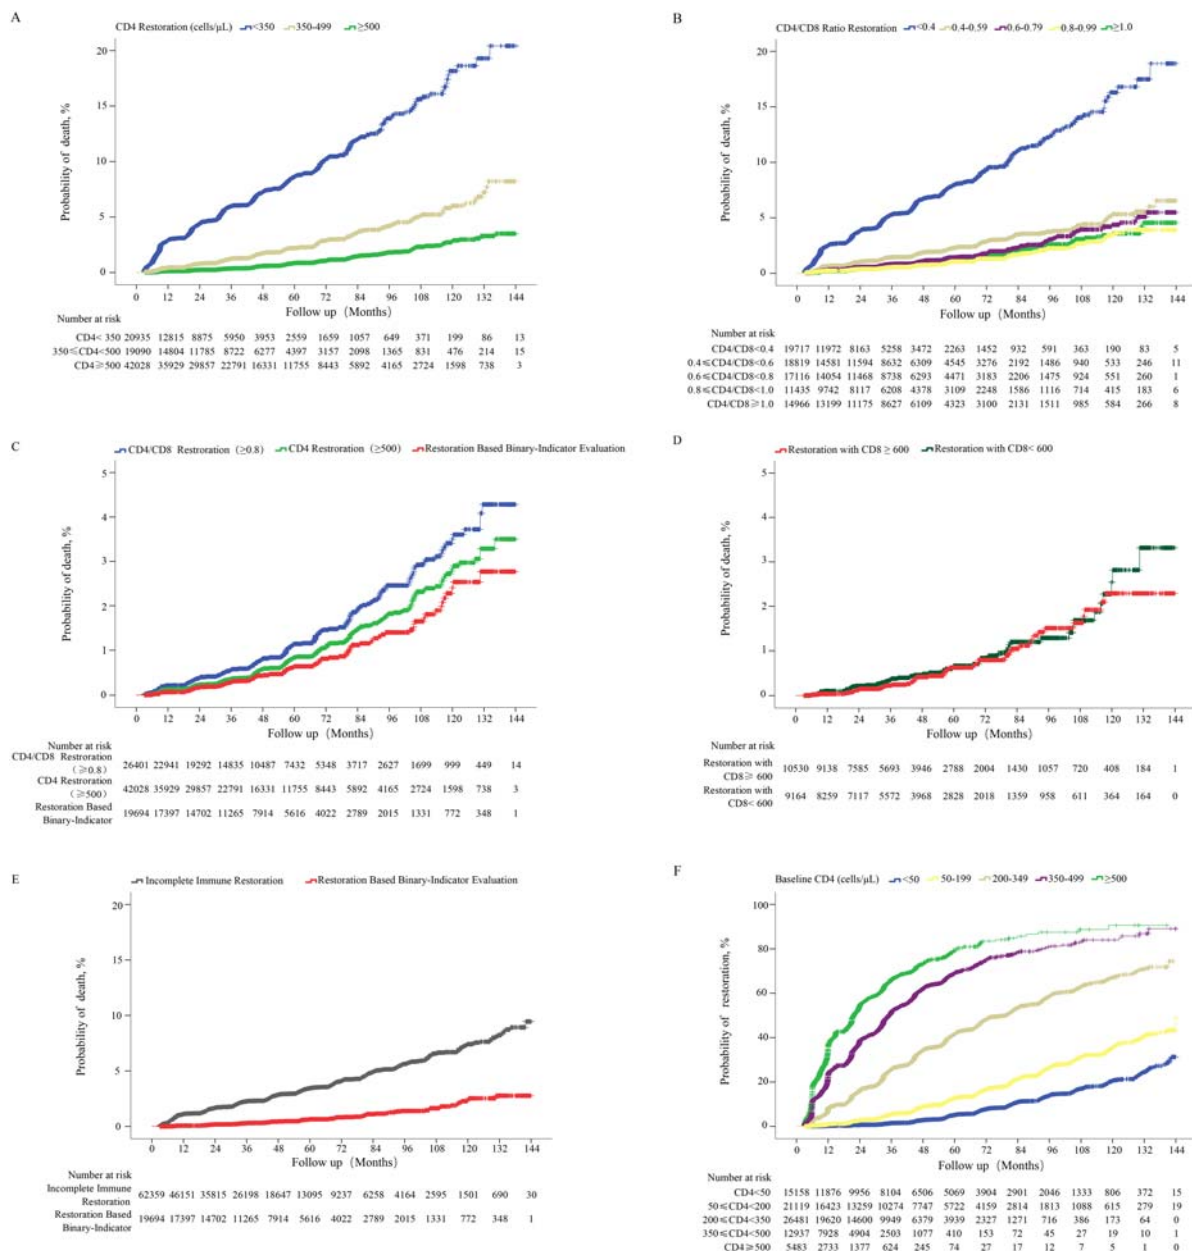 A
CD4 Restoration (cells/μL) <350 350-499 ≥500
Probability of death, %
20
15
10
5
0
0 12 24 36 48 60 72 84 96 108 120 132 144
Follow up (Months)
Number at risk
CD4< 350 20935 12815 8875 5950 3953 2559 1659 1057 649 371 199 86 13
350≤CD4<500 19090 14804 11785 8722 6277 4397 3157 2098 1365 831 476 214 15
CD4≥500 42028 35929 29857 22791 16331 11755 8443 5892 4165 2724 1598 738 3
B
CD4/CD8 Ratio Restoration <0.4 0.4-0.59 0.6-0.79 0.8-0.99 ≥1.0
Probability of death, %
20
15
10
5
0
0 12 24 36 48 60 72 84 96 108 120 132 144
Follow up (Months)
Number at risk
CD4/CD8<0.4 19717 11972 8163 5258 3472 2263 1452 932 591 363 190 83 5
0.4≤CD4/CD8<0.6 18819 14581 11594 8632 6309 4545 3276 2192 1486 940 533 246 11
0.6≤CD4/CD8<0.8 17116 14054 11468 8738 6293 4471 3183 2206 1475 924 551 260 1
0.8≤CD4/CD8<1.0 11435 9742 8117 6208 4378 3109 2248 1586 1116 714 415 183 6
CD4/CD8≥1.0 14966 13199 11175 8627 6109 4323 3100 2131 1511 985 584 266 8
C
CD4/CD8 Restroration (≥0.8) CD4 Restroration (≥500) Restoration Based Binary-Indicator Evaluation
Probability of death, %
5
4
3
2
1
0
0 12 24 36 48 60 72 84 96 108 120 132 144
Follow up (Months)
Number at risk
CD4/CD8 Restroration
(≥0.8) 26401 22941 19292 14835 10487 7432 5348 3717 2627 1699 999 449 14
CD4 Restroration
(≥500) 42028 35929 29857 22791 16331 11755 8443 5892 4165 2724 1598 738 3
Restoration Based
Binary-Indicator 19694 17397 14702 11265 7914 5616 4022 2789 2015 1331 772 348 1
D
Restoration with CD8 ≥ 600 Restoration with CD8< 600
Probability of death, %
5
4
3
2
1
0
0 12 24 36 48 60 72 84 96 108 120 132 144
Follow up (Months)
Number at risk
Restoration with
CD8≥ 600 10530 9138 7585 5693 3946 2788 2004 1430 1057 720 408 184 1
Restoration with
CD8< 600 9164 8259 7117 5572 3968 2828 2018 1359 958 611 364 164 0
E
Incomplete Immune Restoration Restoration Based Binary-Indicator Evaluation
Probability of death, %
20
15
10
5
0
0 12 24 36 48 60 72 84 96 108 120 132 144
Follow up (Months)
Number at risk
Incomplete Immune
Restoration 62359 46151 35815 26198 18647 13095 9237 6258 4164 2595 1501 690 30
Restoration Based
Binary-Indicator 19694 17397 14702 11265 7914 5616 4022 2789 2015 1331 772 348 1
F
Baseline CD4 (cells/μL) <50 50-199 200-349 350-499 ≥500
Probability of restoration, %
100
80
60
40
20
0
0 12 24 36 48 60 72 84 96 108 120 132 144
Follow up (Months)
Number at risk
CD4<50 15158 11876 9956 8104 6506 5069 3904 2901 2046 1333 806 372 15
50≤CD4<200 21119 16423 13259 10274 7747 5722 4159 2814 1813 1088 615 279 19
200≤CD4<350 26481 19620 14600 9949 6379 3939 2327 1271 716 386 173 64 0
350≤CD4<500 12937 7928 4904 2503 1077 410 153 72 45 27 19 10 1
CD4≥500 5483 2733 1377 624 245 74 27 17 12 7 5 1 0